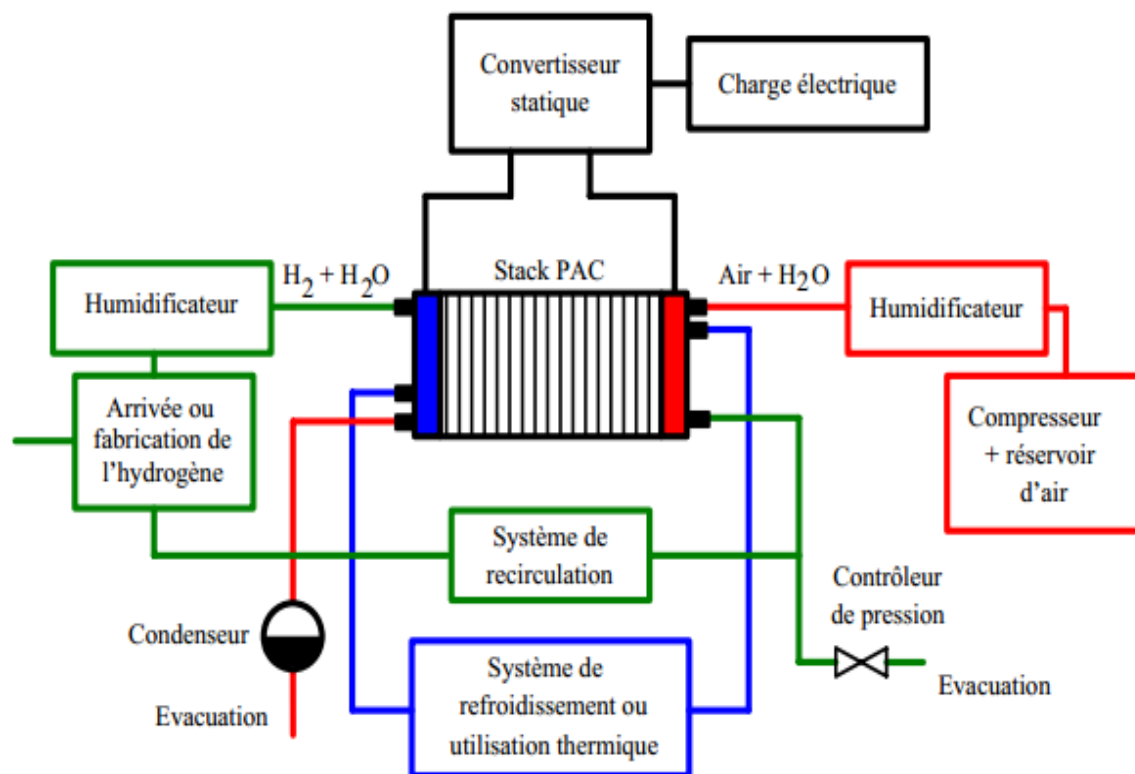 Convertisseur
statique
Charge électrique
H2 + H2O
Stack PAC
Air + H2O
Humidificateur
Humidificateur
Arrivée ou
fabrication de
l’hydrogène
Compresseur
+ réservoir
d’air
Système de
recirculation
Contrôleur
de pression
Condenseur
Evacuation
Système de
refroidissement ou
utilisation thermique
Evacuation